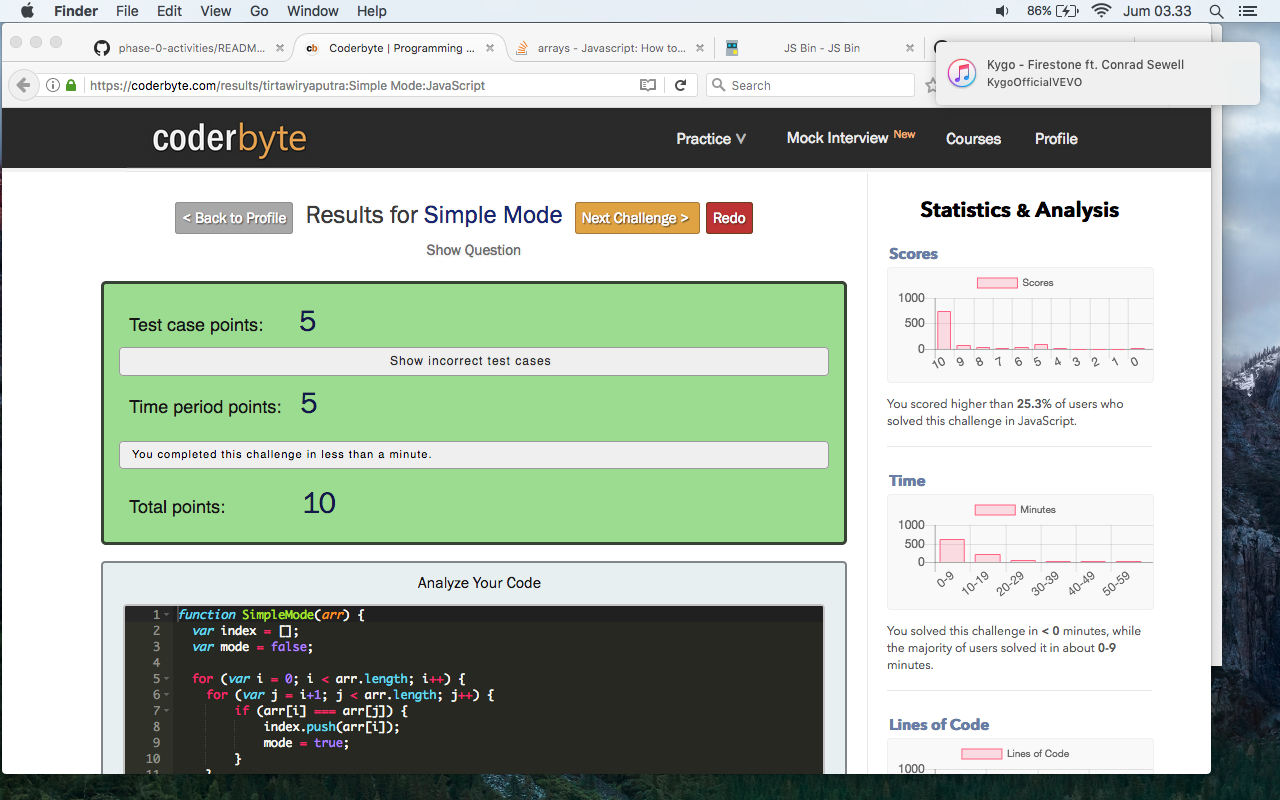 Finder File Edit View Go Window Help 86% Jum 03.33
phase-0-activities/READM... × Coderbyte | Programming ... × arrays - Javascript: How to... × JS Bin - JS Bin ×
Kygo - Firestone ft. Conrad Sewell
KygoOfficialVEVO
https://coderbyte.com/results/tirtawiryaputra:Simple Mode:JavaScript Search
coderbyte Practice V Mock Interview New Courses Profile
< Back to Profile Results for Simple Mode Next Challenge > Redo
Show Question
Test case points: 5
Show incorrect test cases
Time period points: 5
You completed this challenge in less than a minute.
Total points: 10
Analyze Your Code
1 function SimpleMode(arr) {
2 var index = [];
3 var mode = false;
4
5 for (var i = 0; i < arr.length; i++) {
6 for (var j = i+1; j < arr.length; j++) {
7 if (arr[i] === arr[j]) {
8 index.push(arr[i]);
9 mode = true;
10 }
11 }
Statistics & Analysis
Scores
Scores
1000
500
0
10 9 8 7 6 5 4 3 2 1 0
You scored higher than 25.3% of users who
solved this challenge in JavaScript.
Time
Minutes
1000
500
0
0-9 10-19 20-29 30-39 40-49 50-59
You solved this challenge in < 0 minutes, while
the majority of users solved it in about 0-9
minutes.
Lines of Code
Lines of Code
1000